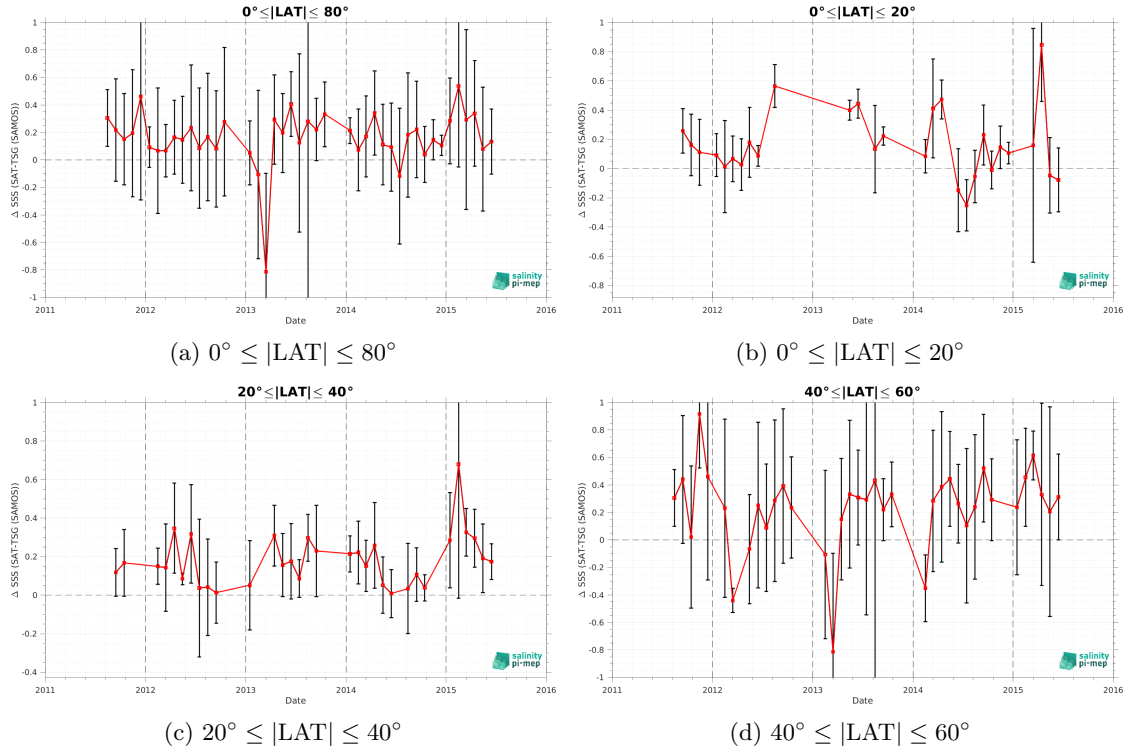 0°≤|LAT|≤ 80°
Δ SSS (SAT-TSG (SAMOS))
1
0.8
0.6
0.4
0.2
0
-0.2
-0.4
-0.6
-0.8
-1
2011 2012 2013 2014 2015 2016
Date
salinity
pi-mep
(a) 0° ≤ |LAT| ≤ 80°
0°≤|LAT|≤ 20°
Δ SSS (SAT-TSG (SAMOS))
1
0.8
0.6
0.4
0.2
0
-0.2
-0.4
-0.6
-0.8
2011 2012 2013 2014 2015 2016
Date
salinity
pi-mep
(b) 0° ≤ |LAT| ≤ 20°
20°≤|LAT|≤ 40°
Δ SSS (SAT-TSG (SAMOS))
1
0.8
0.6
0.4
0.2
0
-0.2
-0.4
2011 2012 2013 2014 2015 2016
Date
salinity
pi-mep
(c) 20° ≤ |LAT| ≤ 40°
40°≤|LAT|≤ 60°
Δ SSS (SAT-TSG (SAMOS))
1
0.8
0.6
0.4
0.2
0
-0.2
-0.4
-0.6
-0.8
-1
2011 2012 2013 2014 2015 2016
Date
salinity
pi-mep
(d) 40° ≤ |LAT| ≤ 60°